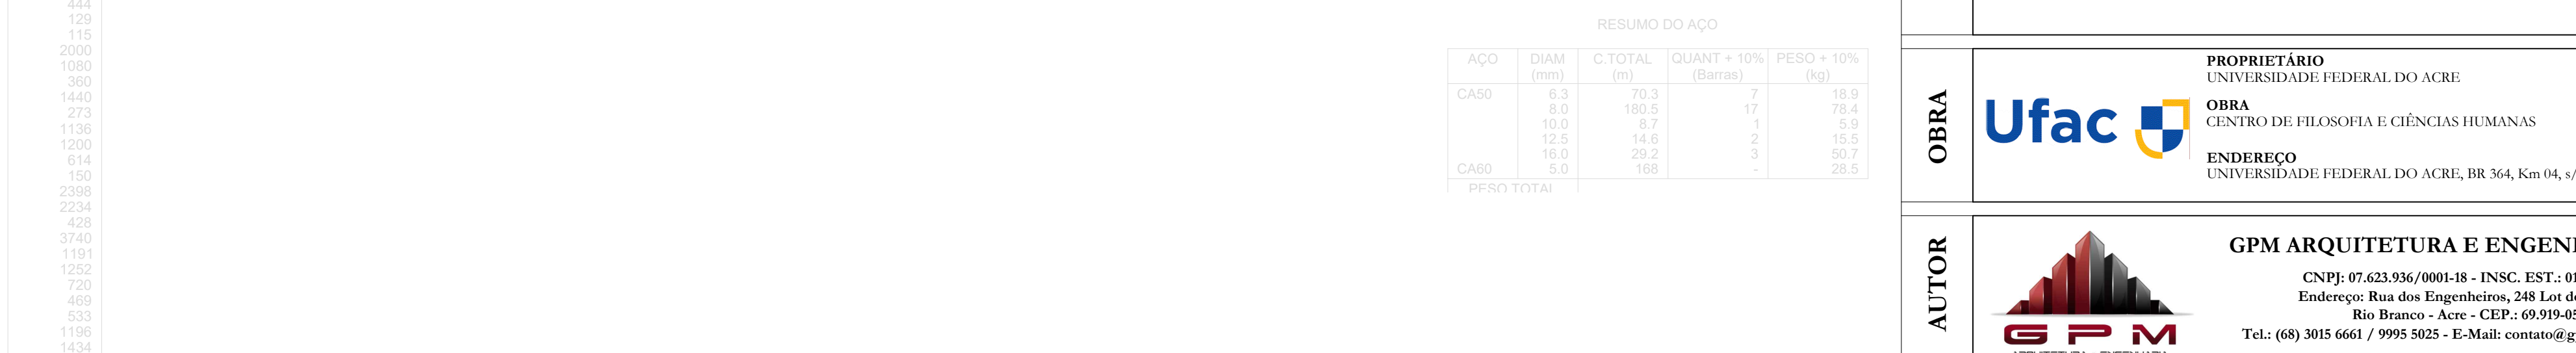 444
129
115
2000
1080
360
1440
273
1136
1200
614
150
2398
2234
428
3740
1191
1252
720
469
533
1196
1434
RESUMO DO AÇO
AÇO DIAM C.TOTAL QUANT + 10% PESO + 10%
(mm) (m) (Barras) (kg)
CA50 6.3 70.3 7 18.9
8.0 180.5 17 78.4
10.0 8.7 1 5.9
12.5 14.6 2 15.5
16.0 29.2 3 50.7
CA60 5.0 168 - 28.5
PESO TOTAL
OBRA
Ufac
PROPRIETÁRIO
UNIVERSIDADE FEDERAL DO ACRE
OBRA
CENTRO DE FILOSOFIA E CIÊNCIAS HUMANAS
ENDEREÇO
UNIVERSIDADE FEDERAL DO ACRE, BR 364, Km 04, s/
AUTOR
GPM
GPM ARQUITETURA E ENGEN
CNPJ: 07.623.936/0001-18 - INSC. EST.: 01
Endereço: Rua dos Engenheiros, 248 Lot d
Rio Branco - Acre - CEP.: 69.919-0
Tel.: (68) 3015 6661 / 9995 5025 - E-Mail: contato@g